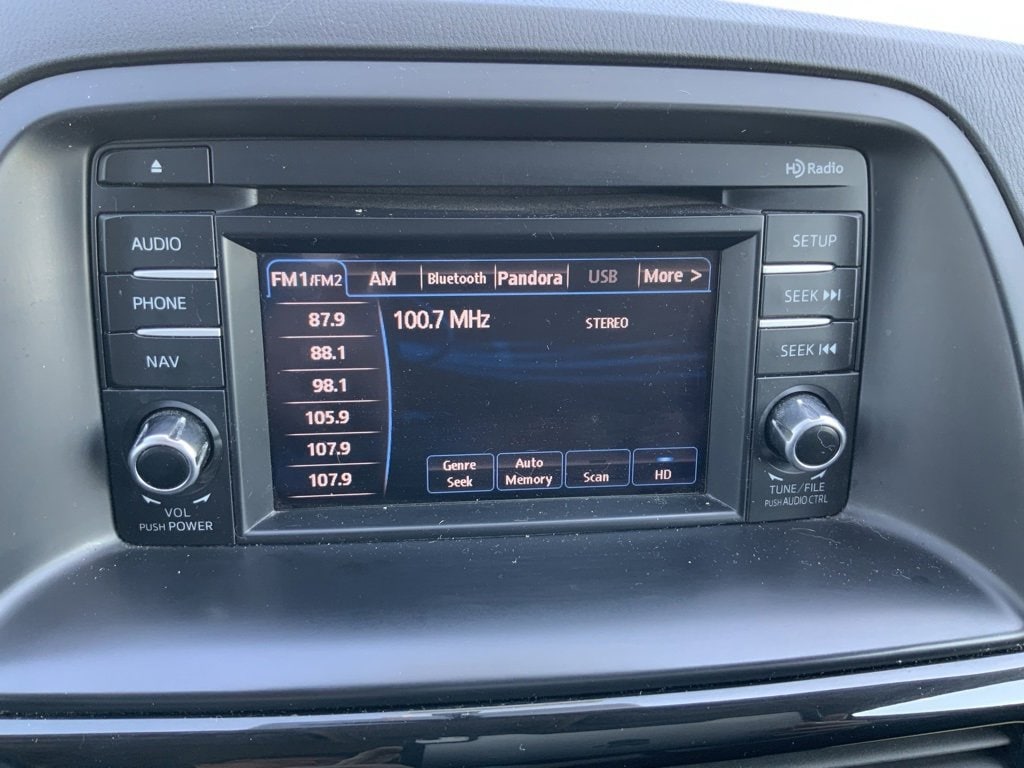 HD Radio
AUDIO
PHONE
NAV
VOL
PUSH POWER
FM1/FM2 AM Bluetooth Pandora USB More >
87.9
88.1
98.1
105.9
107.9
107.9
100.7 MHz STEREO
Genre Seek
Auto Memory
Scan
HD
SETUP
SEEK
SEEK
TUNE/FILE
PUSH AUDIO CTRL